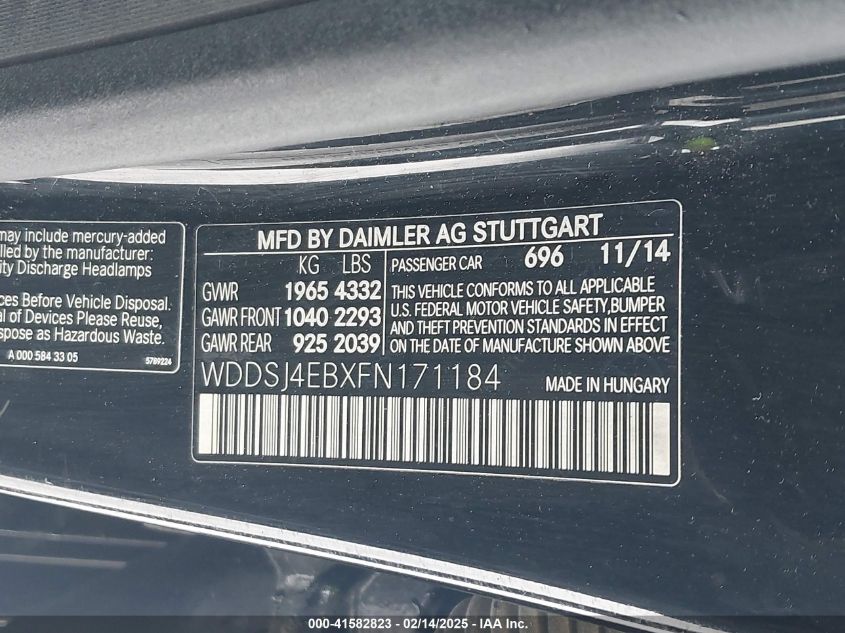 may include mercury-added
lled by the manufacturer:
ity Discharge Headlamps
ces Before Vehicle Disposal.
al of Devices Please Reuse,
spose as Hazardous Waste.
A 000 584 33 05 5789224
MFD BY DAIMLER AG STUTTGART
KG LBS
GVWR 1965 4332
GAWR FRONT 1040 2293
GAWR REAR 925 2039
PASSENGER CAR 696 11/14
THIS VEHICLE CONFORMS TO ALL APPLICABLE
U.S. FEDERAL MOTOR VEHICLE SAFETY,BUMPER
AND THEFT PREVENTION STANDARDS IN EFFECT
ON THE DATE OF MANUFACTURE SHOWN ABOVE
WDDSJ4EBXFN171184 MADE IN HUNGARY
000-41582823 - 02/14/2025 - IAA Inc.